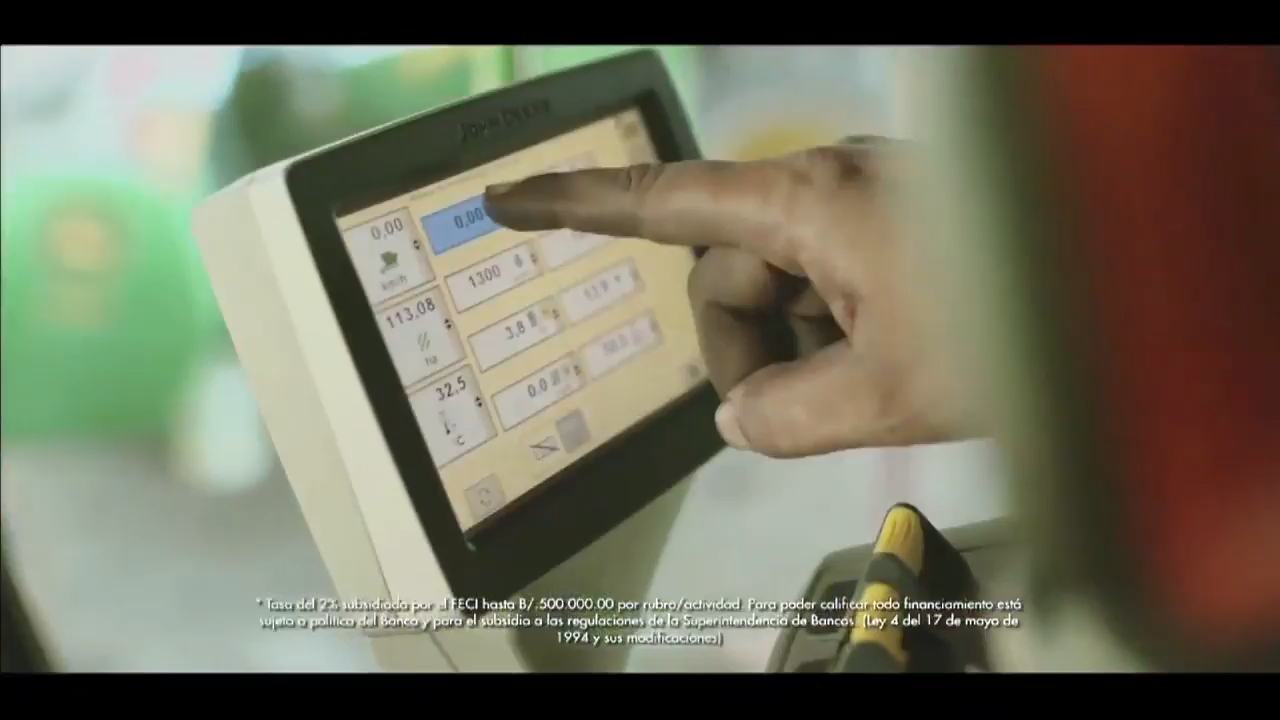 JOHN DEERE
0,00
0,00
km/h
1300
113,08
ha
3,8
32,5
0.0
°C
* Tasa del 2% subsidiada por el FECI hasta B/.500.000.00 por rubro/actividad. Para poder calificar todo financiamiento está
sujeto a política del Banco y para el subsidio a las regulaciones de la Superintendencia de Bancos. (Ley 4 del 17 de mayo de
1994 y sus modificaciones)